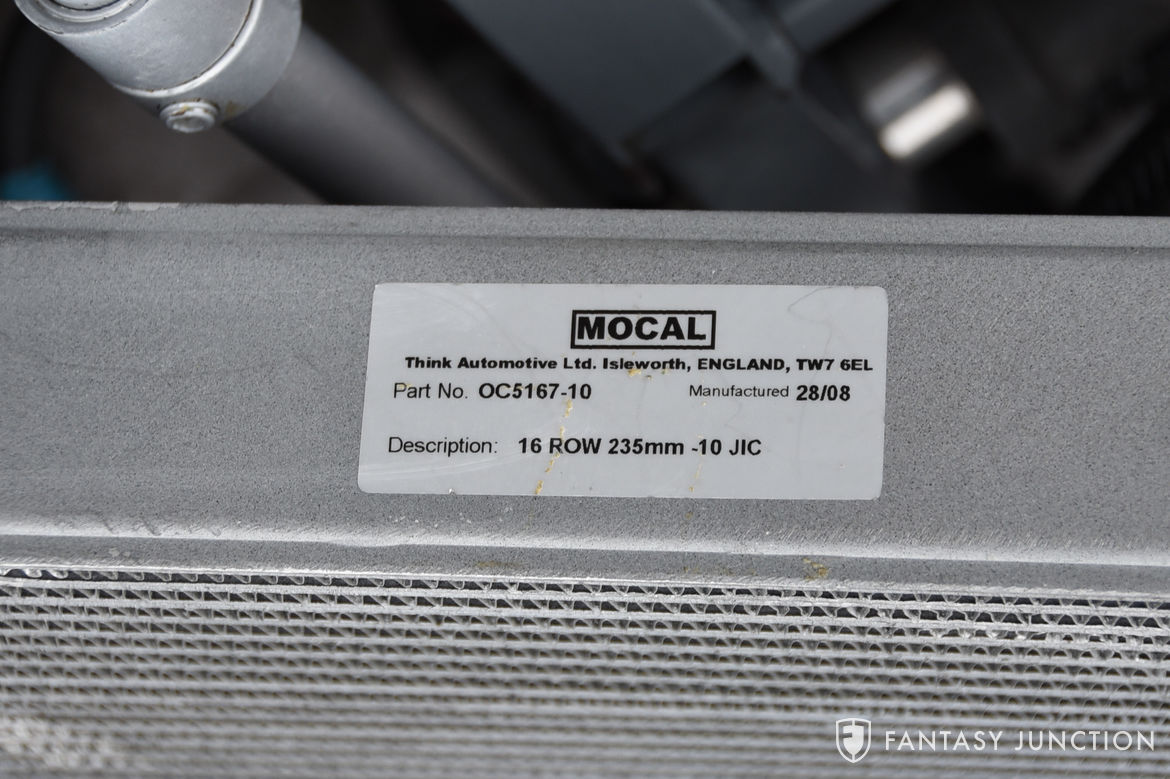 MOCAL
Think Automotive Ltd. Isleworth, ENGLAND, TW7 6EL
Part No. OC5167-10 Manufactured 28/08
Description: 16 ROW 235mm -10 JIC
FANTASY JUNCTION